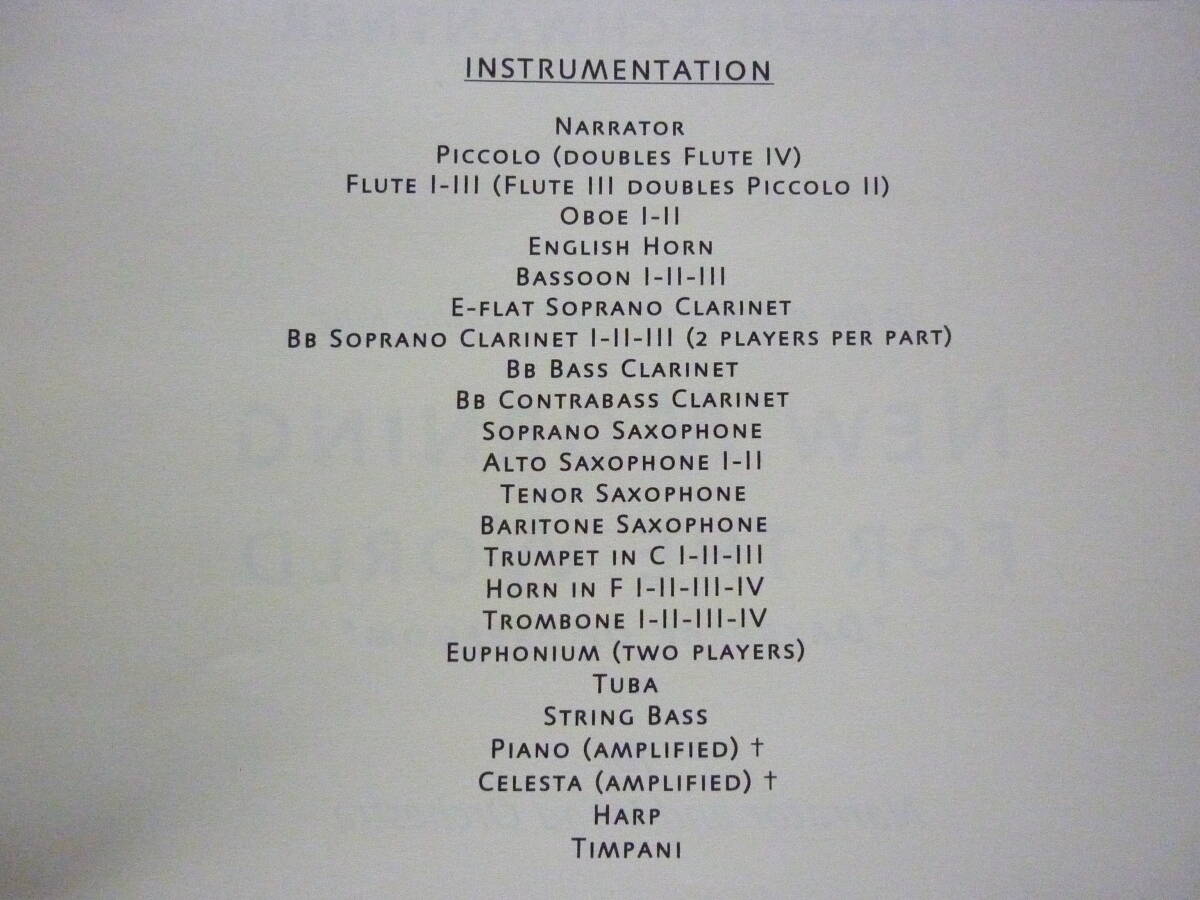 INSTRUMENTATION
NARRATOR
PICCOLO (DOUBLES FLUTE IV)
FLUTE I-III (FLUTE III DOUBLES PICCOLO II)
OBOE I-II
ENGLISH HORN
BASSOON I-II-III
E-FLAT SOPRANO CLARINET
BB SOPRANO CLARINET I-II-III (2 PLAYERS PER PART)
BB BASS CLARINET
BB CONTRABASS CLARINET
SOPRANO SAXOPHONE
ALTO SAXOPHONE I-II
TENOR SAXOPHONE
BARITONE SAXOPHONE
TRUMPET IN C I-II-III
HORN IN F I-II-III-IV
TROMBONE I-II-III-IV
EUPHONIUM (TWO PLAYERS)
TUBA
STRING BASS
PIANO (AMPLIFIED) †
CELESTA (AMPLIFIED) †
HARP
TIMPANI